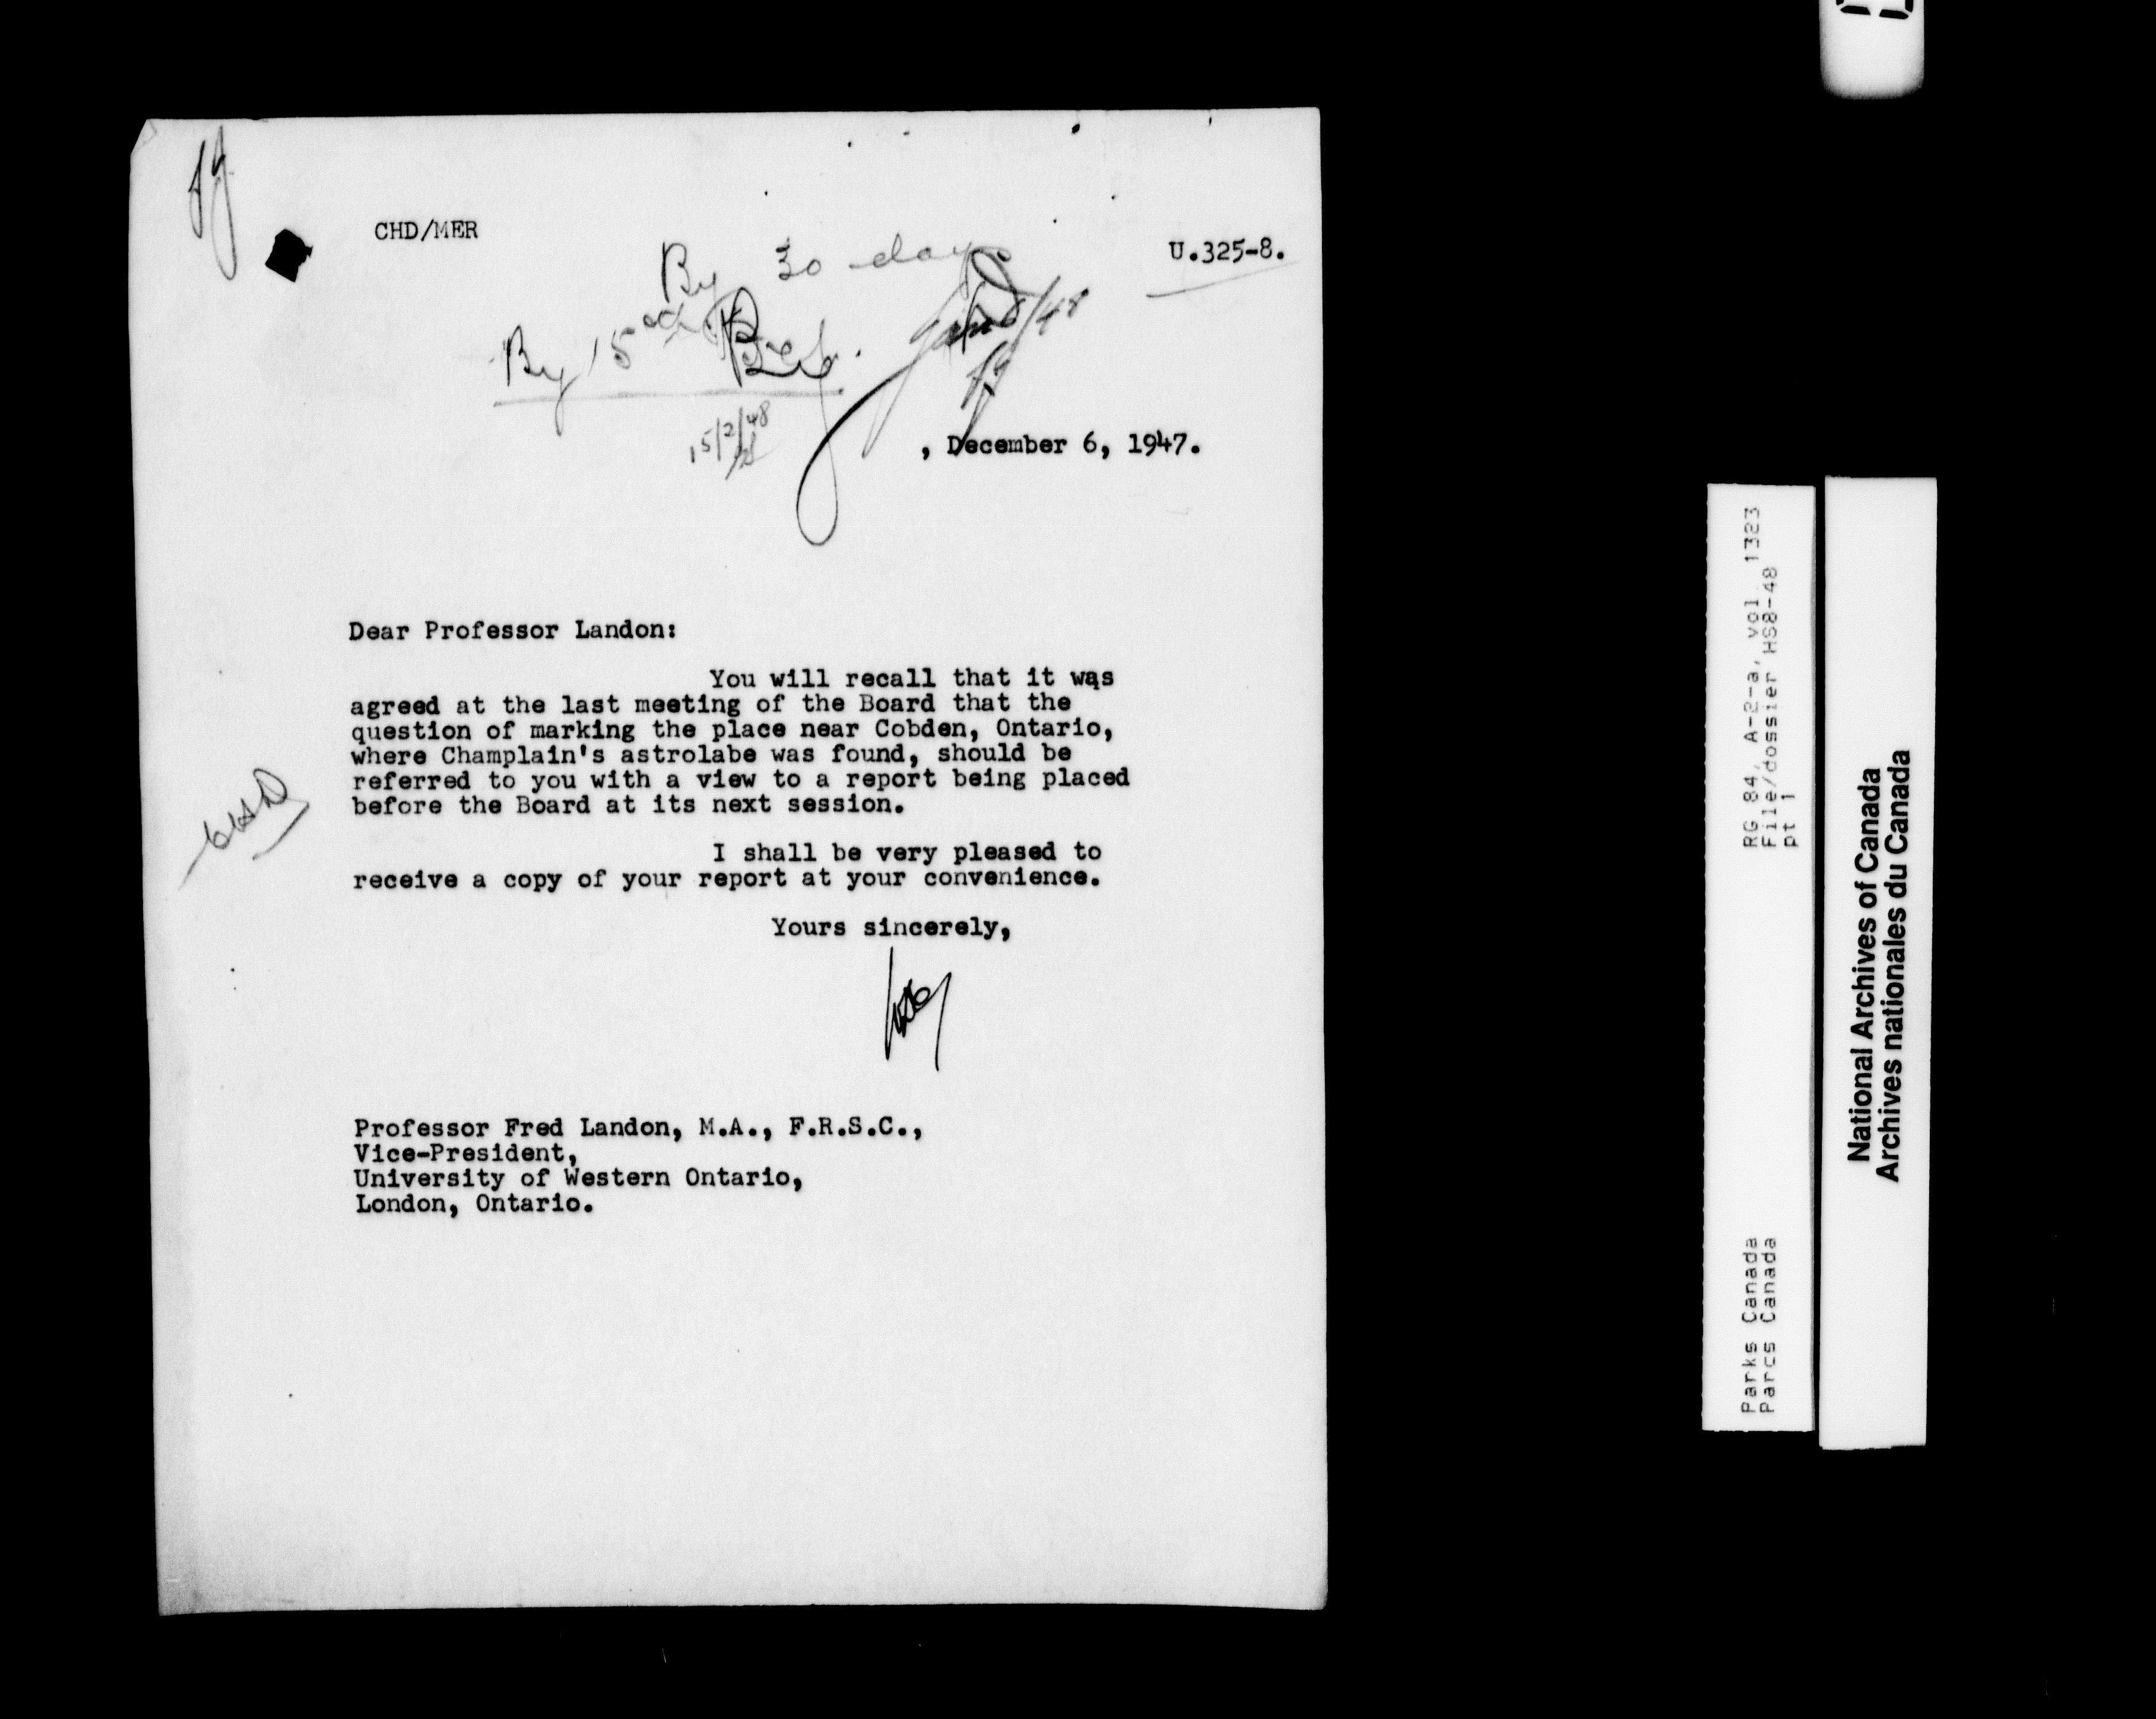 CHD/MER
U.325-8.
By 30 days
By 15
15/2/48
, December 6, 1947.
Dear Professor Landon:
You will recall that it was
agreed at the last meeting of the Board that the
question of marking the place near Cobden, Ontario,
where Champlain's astrolabe was found, should be
referred to you with a view to a report being placed
before the Board at its next session.
I shall be very pleased to
receive a copy of your report at your convenience.
Yours sincerely,
Professor Fred Landon, M.A., F.R.S.C.,
Vice-President,
University of Western Ontario,
London, Ontario.
RG 84, A-2-a, vol. 1323
File/dossier HS8-48
pt 1
Parks Canada
Parcs Canada
National Archives of Canada
Archives nationales du Canada